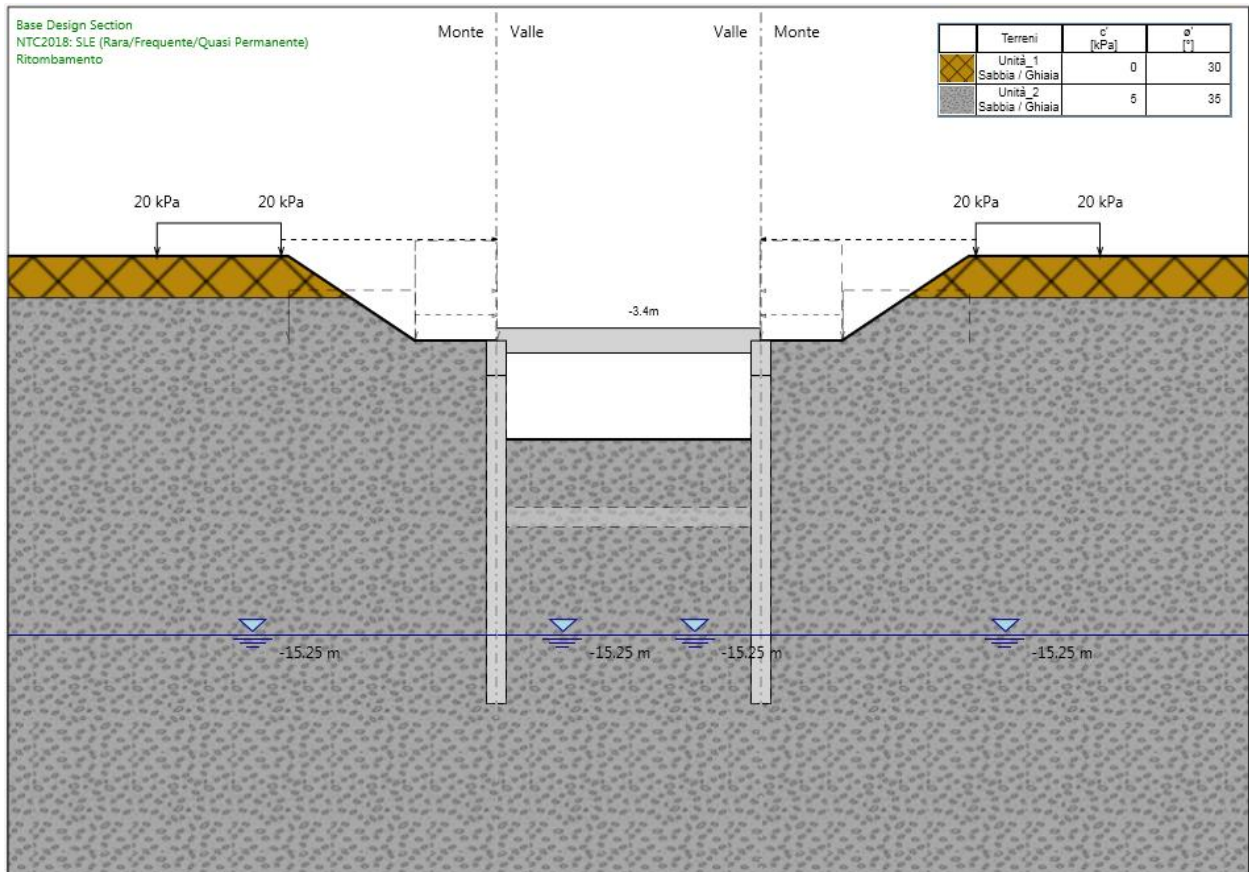 Base Design Section
NTC2018: SLE (Rara/Frequente/Quasi Permanente)
Ritombamento
Monte Valle Valle Monte
Terreni c' [kPa] ø' [°]
Unità_1 Sabbia / Ghiaia 0 30
Unità_2 Sabbia / Ghiaia 5 35
20 kPa 20 kPa 20 kPa 20 kPa
-3.4m
-15.25 m -15.25 m -15.25 m -15.25 m